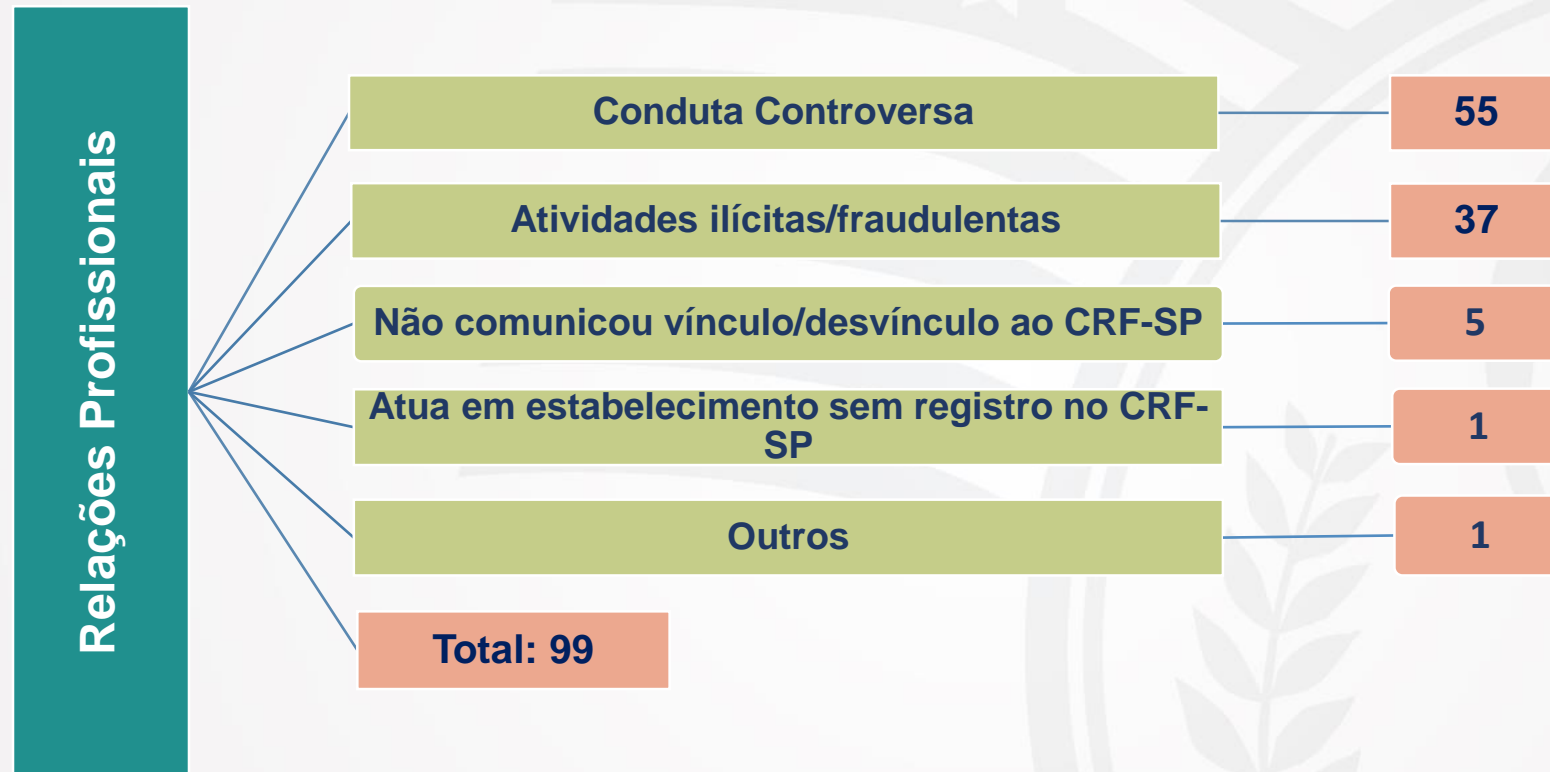 Relações Profissionais
Conduta Controversa
55
Atividades ilícitas/fraudulentas
37
Não comunicou vínculo/desvínculo ao CRF-SP
5
Atua em estabelecimento sem registro no CRF-
SP
1
Outros
1
Total: 99